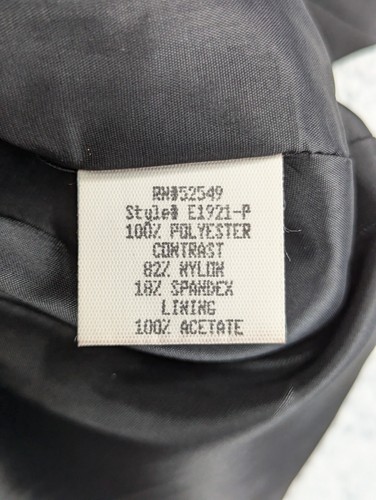 RN#52549
Style# E1921-P
100% POLYESTER
CONTRAST
82% NYLON
18% SPANDEX
LINING
100% ACETATE